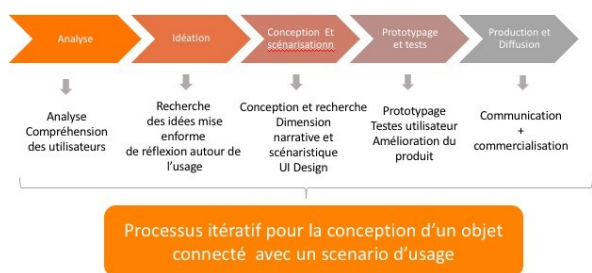 Analyse
Idéation
Conception Et
scénarisationn
Prototypage
et tests
Production et
Diffusion
Analyse
Compréhension
des utilisateurs
Recherche
des idées mise
enforme
de réflexion autour de
l'usage
Conception et recherche
Dimension
narrative et
scénaristique
UI Design
Prototypage
Testes utilisateur
Amélioration du
produit
Communication
+
commercialisation
Processus itératif pour la conception d'un objet
connecté avec un scenario d'usage